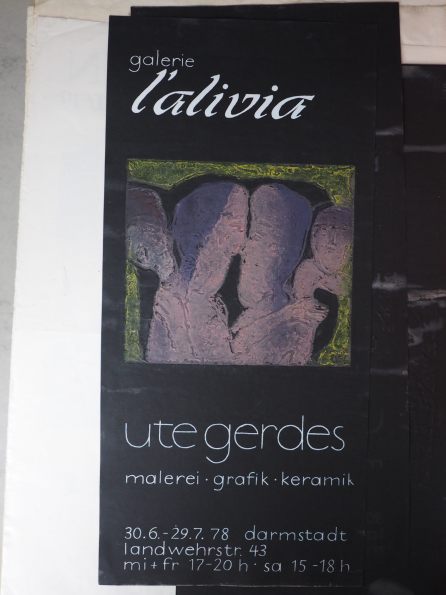 galerie
l'alivia
ute gerdes
malerei · grafik · keramik
30.6.-29.7.78 darmstadt
landwehrstr. 43
mi + fr 17-20 h · sa 15-18 h